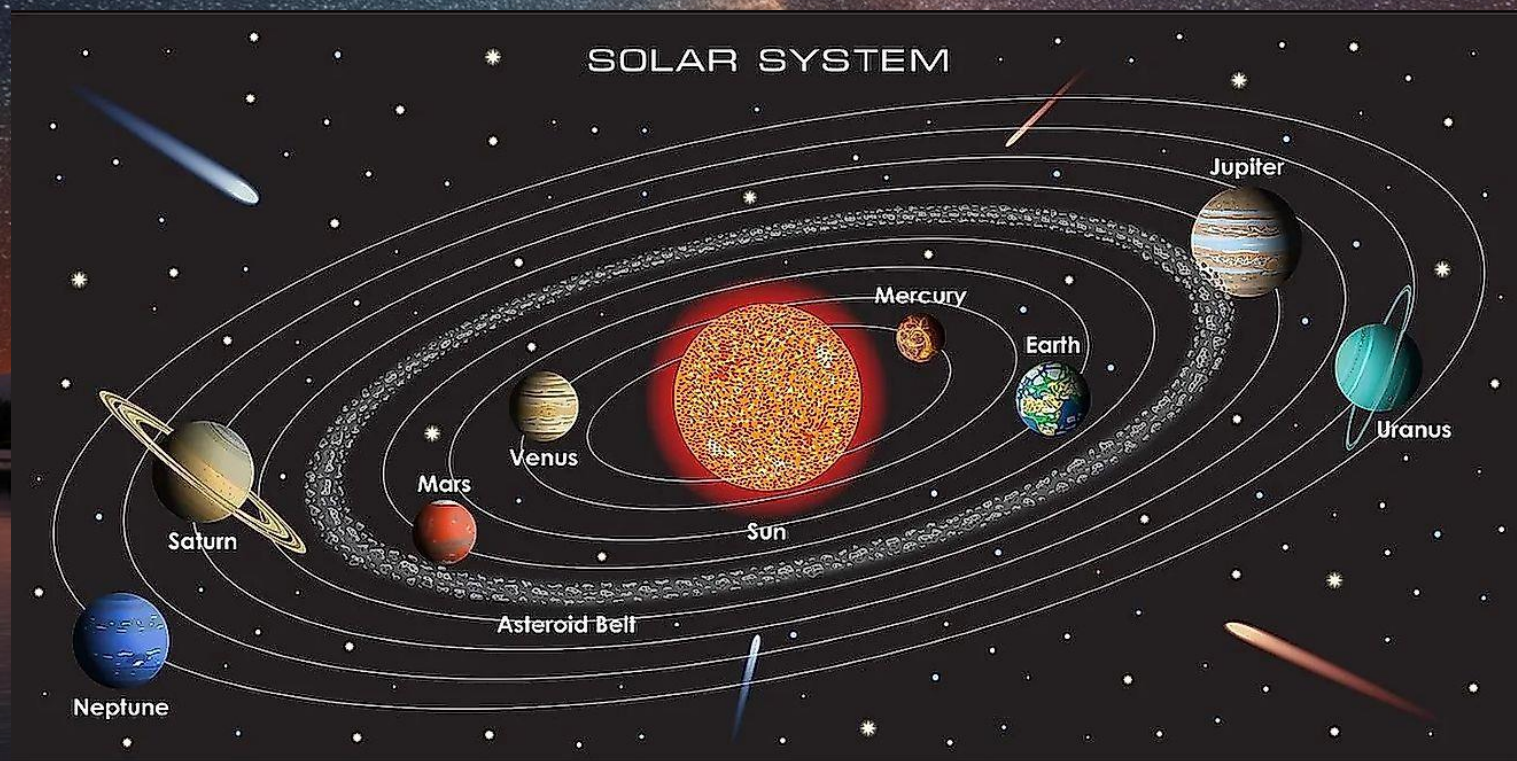 SOLAR SYSTEM
Jupiter
Mercury
Earth
Uranus
Venus
Mars
Sun
Saturn
Asteroid Belt
Neptune